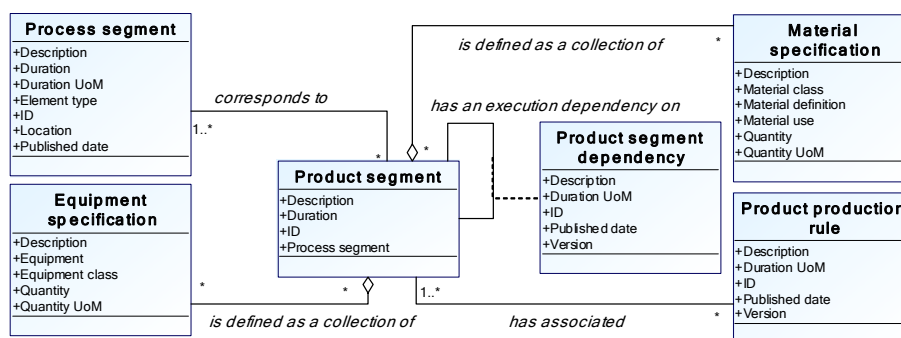 Process segment
+Description
+Duration
+Duration UoM
+Element type
+ID
+Location
+Published date
corresponds to
1..*
*
is defined as a collection of
*
*
has an execution dependency on
Material
specification
+Description
+Material class
+Material definition
+Material use
+Quantity
+Quantity UoM
Product segment
+Description
+Duration
+ID
+Process segment
Product segment
dependency
+Description
+Duration UoM
+ID
+Published date
+Version
Equipment
specification
+Description
+Equipment
+Equipment class
+Quantity
+Quantity UoM
*
*
is defined as a collection of
1..*
has associated
*
Product production
rule
+Description
+Duration UoM
+ID
+Published date
+Version